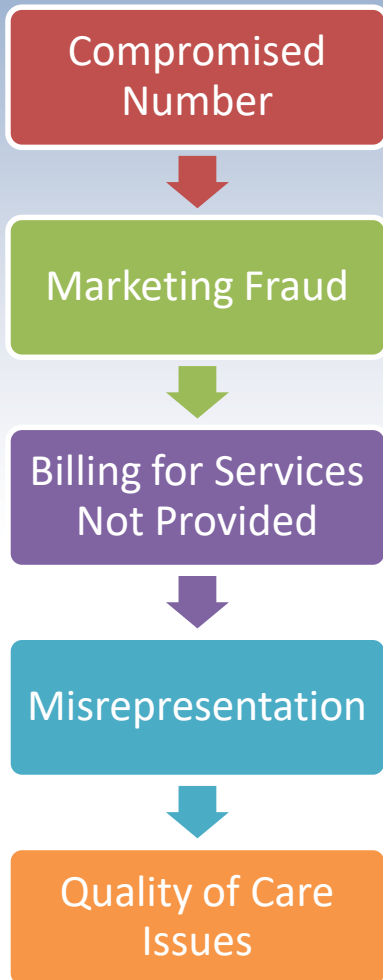 Compromised
Number
Marketing Fraud
Billing for Services
Not Provided
Misrepresentation
Quality of Care
Issues